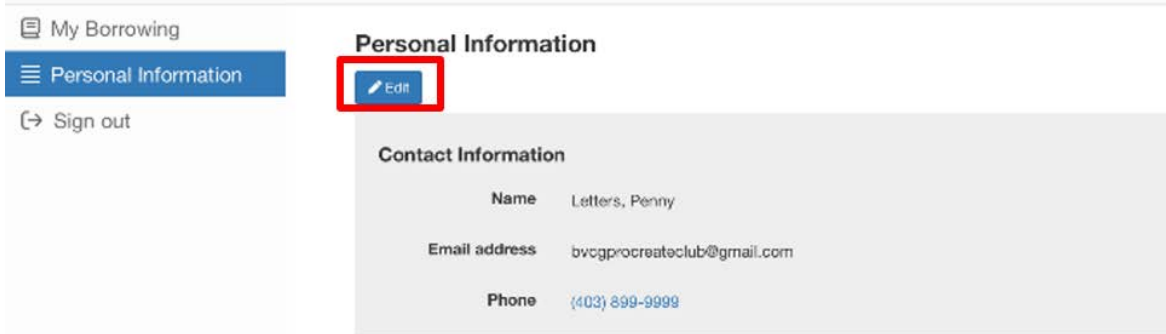 My Borrowing
Personal Information
Sign out
Personal Information
Edit
Contact Information
Name Letters, Penny
Email address bvcgprocreateclub@gmail.com
Phone (403) 899-9999